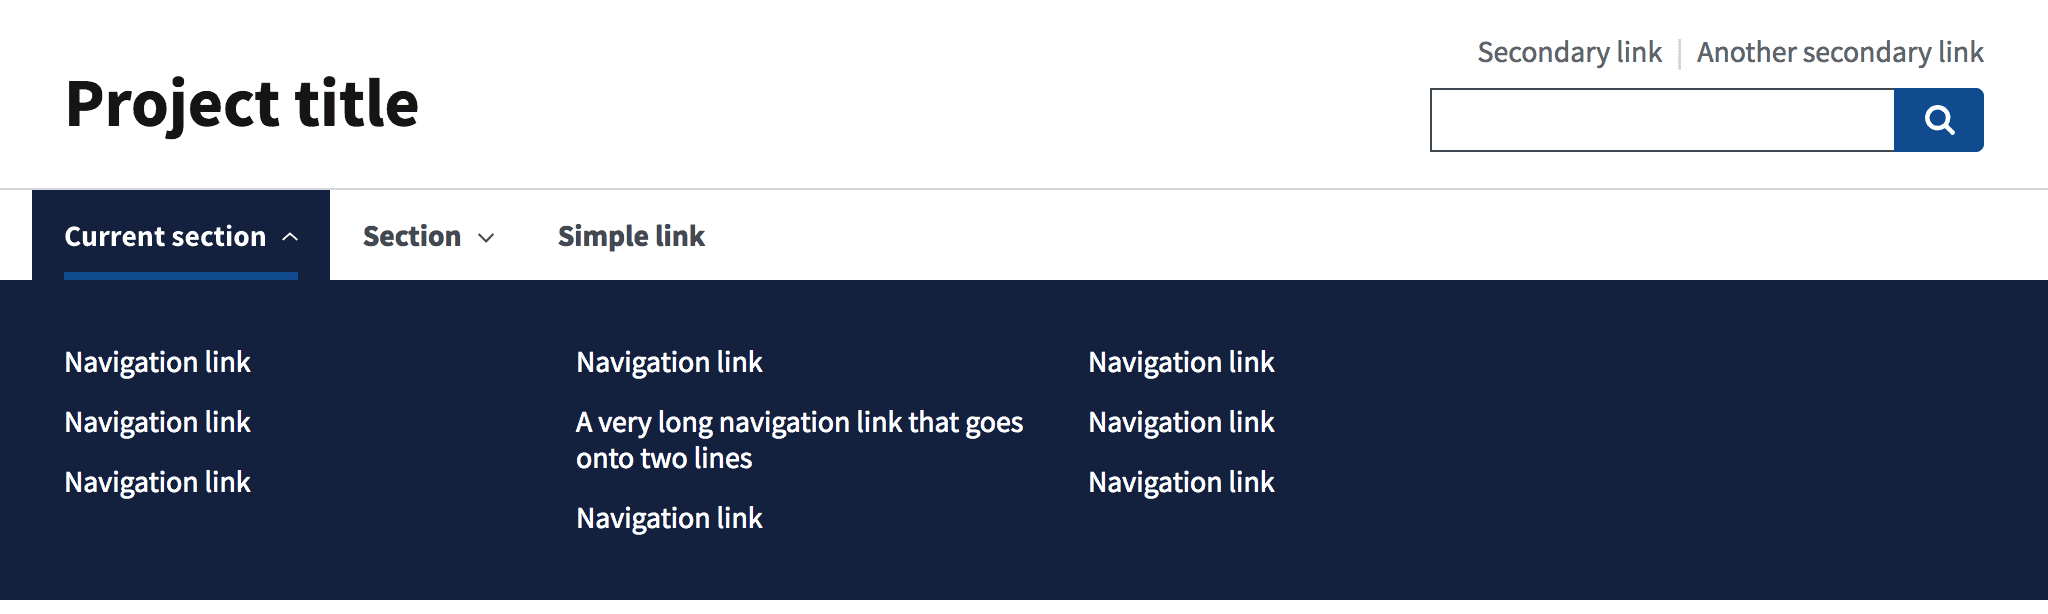 Secondary link
Another secondary link
Project title
Current section
Section
Simple link
Navigation link
Navigation link
Navigation link
Navigation link
A very long navigation link that goes
onto two lines
Navigation link
Navigation link
Navigation link
Navigation link